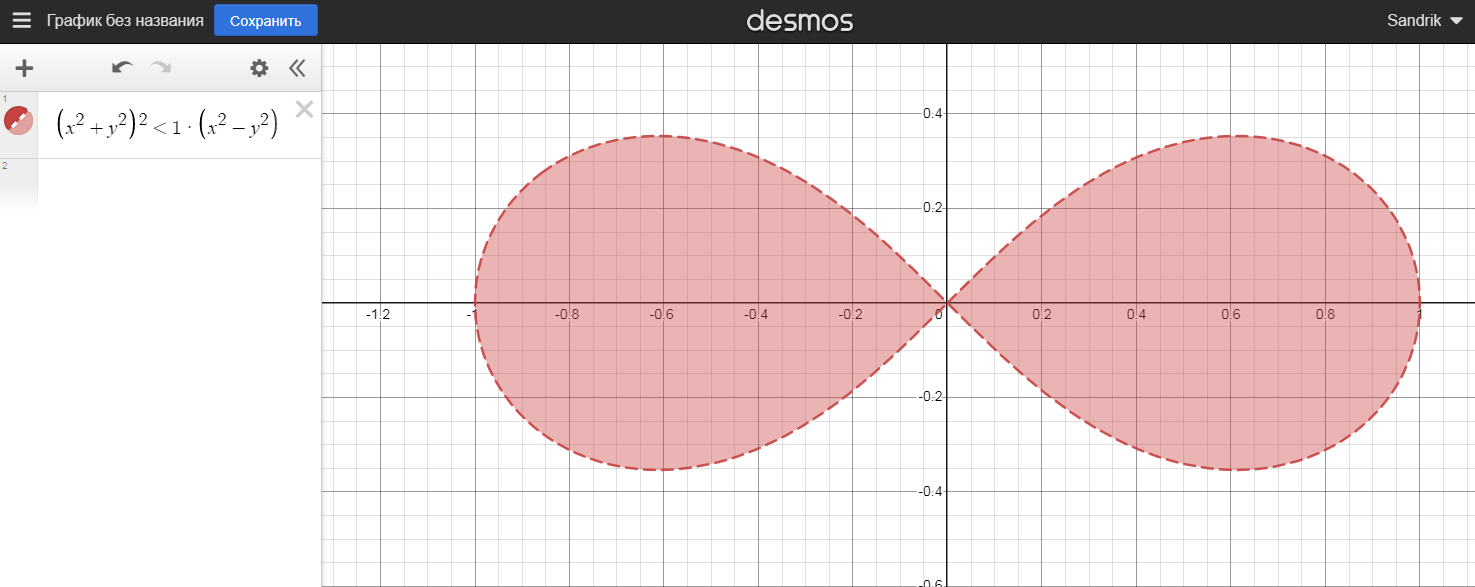 График без названия Сохранить desmos Sandrik
1 (x² + y²)² < 1 · (x² − y²)
2
0.4
0.2
-1.2 -1 -0.8 -0.6 -0.4 -0.2 0 0.2 0.4 0.6 0.8 1
-0.2
-0.4
-0.6